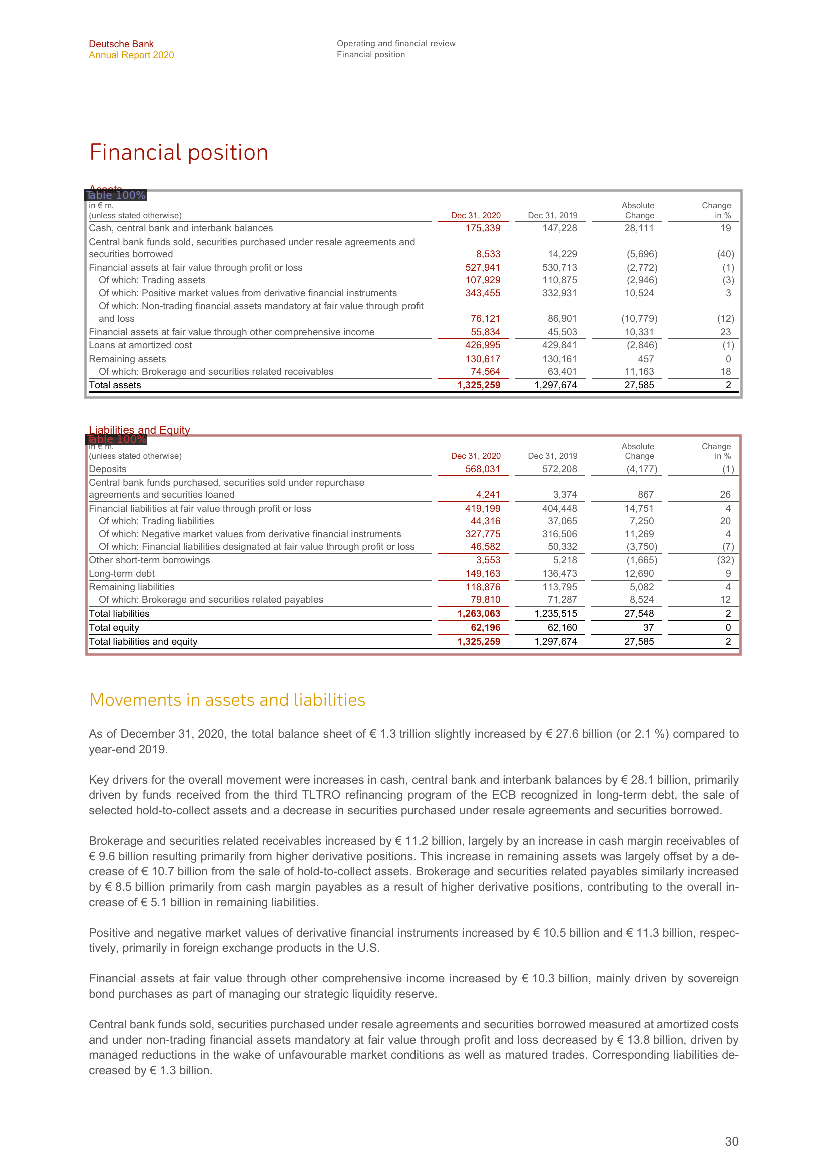 Deutsche Bank
Annual Report 2020
Operating and financial review
Financial position
Financial position
Assets
Table 100%
in € m.
(unless stated otherwise) Dec 31, 2020 Dec 31, 2019 Absolute Change Change in %
Cash, central bank and interbank balances 175,339 147,228 28,111 19
Central bank funds sold, securities purchased under resale agreements and
securities borrowed 8,533 14,229 (5,696) (40)
Financial assets at fair value through profit or loss 527,941 530,713 (2,772) (1)
Of which: Trading assets 107,929 110,875 (2,946) (3)
Of which: Positive market values from derivative financial instruments 343,455 332,931 10,524 3
Of which: Non-trading financial assets mandatory at fair value through profit
and loss 76,121 86,901 (10,779) (12)
Financial assets at fair value through other comprehensive income 55,834 45,503 10,331 23
Loans at amortized cost 426,995 429,841 (2,846) (1)
Remaining assets 130,617 130,161 457 0
Of which: Brokerage and securities related receivables 74,564 63,401 11,163 18
Total assets 1,325,259 1,297,674 27,585 2
Liabilities and Equity
Table 100%
in € m.
(unless stated otherwise) Dec 31, 2020 Dec 31, 2019 Absolute Change Change in %
Deposits 568,031 572,208 (4,177) (1)
Central bank funds purchased, securities sold under repurchase
agreements and securities loaned 4,241 3,374 867 26
Financial liabilities at fair value through profit or loss 419,199 404,448 14,751 4
Of which: Trading liabilities 44,316 37,065 7,250 20
Of which: Negative market values from derivative financial instruments 327,775 316,506 11,269 4
Of which: Financial liabilities designated at fair value through profit or loss 46,582 50,332 (3,750) (7)
Other short-term borrowings 3,553 5,218 (1,665) (32)
Long-term debt 149,163 136,473 12,690 9
Remaining liabilities 118,876 113,795 5,082 4
Of which: Brokerage and securities related payables 79,810 71,287 8,524 12
Total liabilities 1,263,063 1,235,515 27,548 2
Total equity 62,196 62,160 37 0
Total liabilities and equity 1,325,259 1,297,674 27,585 2
Movements in assets and liabilities
As of December 31, 2020, the total balance sheet of € 1.3 trillion slightly increased by € 27.6 billion (or 2.1 %) compared to
year-end 2019.
Key drivers for the overall movement were increases in cash, central bank and interbank balances by € 28.1 billion, primarily
driven by funds received from the third TLTRO refinancing program of the ECB recognized in long-term debt, the sale of
selected hold-to-collect assets and a decrease in securities purchased under resale agreements and securities borrowed.
Brokerage and securities related receivables increased by € 11.2 billion, largely by an increase in cash margin receivables of
€ 9.6 billion resulting primarily from higher derivative positions. This increase in remaining assets was largely offset by a de-
crease of € 10.7 billion from the sale of hold-to-collect assets. Brokerage and securities related payables similarly increased
by € 8.5 billion primarily from cash margin payables as a result of higher derivative positions, contributing to the overall in-
crease of € 5.1 billion in remaining liabilities.
Positive and negative market values of derivative financial instruments increased by € 10.5 billion and € 11.3 billion, respec-
tively, primarily in foreign exchange products in the U.S.
Financial assets at fair value through other comprehensive income increased by € 10.3 billion, mainly driven by sovereign
bond purchases as part of managing our strategic liquidity reserve.
Central bank funds sold, securities purchased under resale agreements and securities borrowed measured at amortized costs
and under non-trading financial assets mandatory at fair value through profit and loss decreased by € 13.8 billion, driven by
managed reductions in the wake of unfavourable market conditions as well as matured trades. Corresponding liabilities de-
creased by € 1.3 billion.
30